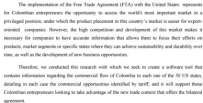 The implementation of the Free Trade Agreement (FTA) with the United States represents
for Colombian entrepreneurs the opportunity to access the world's most important market in a
privileged position, under which the product placement in this country's market is easier for export-
oriented companies. However, the high competition and development of this market makes it
necessary for companies to have accurate information that allows them to focus their efforts on
products, market segments or specific states where they can achieve sustainability and durability over
time, as well as the development of new business opportunities.
Therefore, we conducted this research with which we seek to create a software tool that
contains information regarding the commercial flow of Colombia to each one of the 50 US states,
detailing in each case the commercial opportunities identified by tariff; and it will support those
Colombian entrepreneurs looking to take advantage of the new trade context that offers the bilateral
agreement.